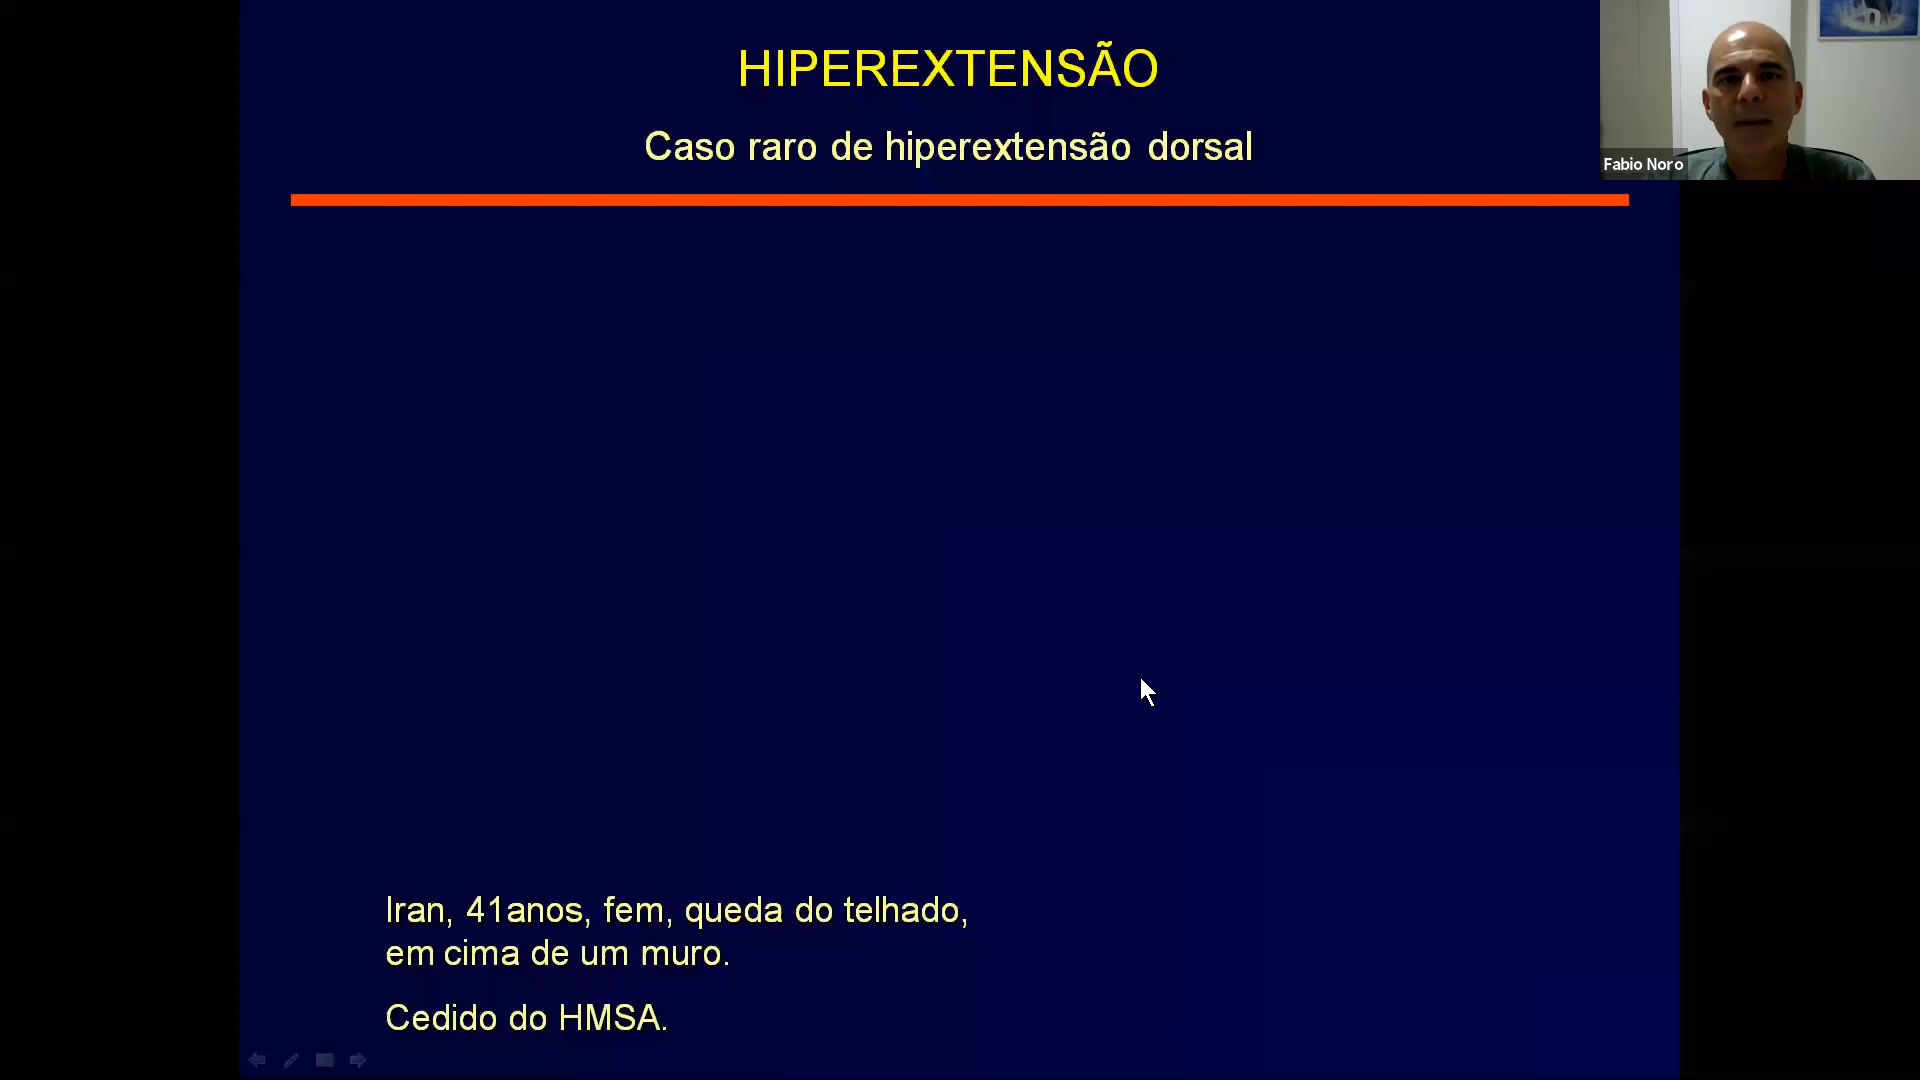 HIPEREXTENSÃO
Caso raro de hiperextensão dorsal
Fabio Noro
Iran, 41anos, fem, queda do telhado,
em cima de um muro.
Cedido do HMSA.